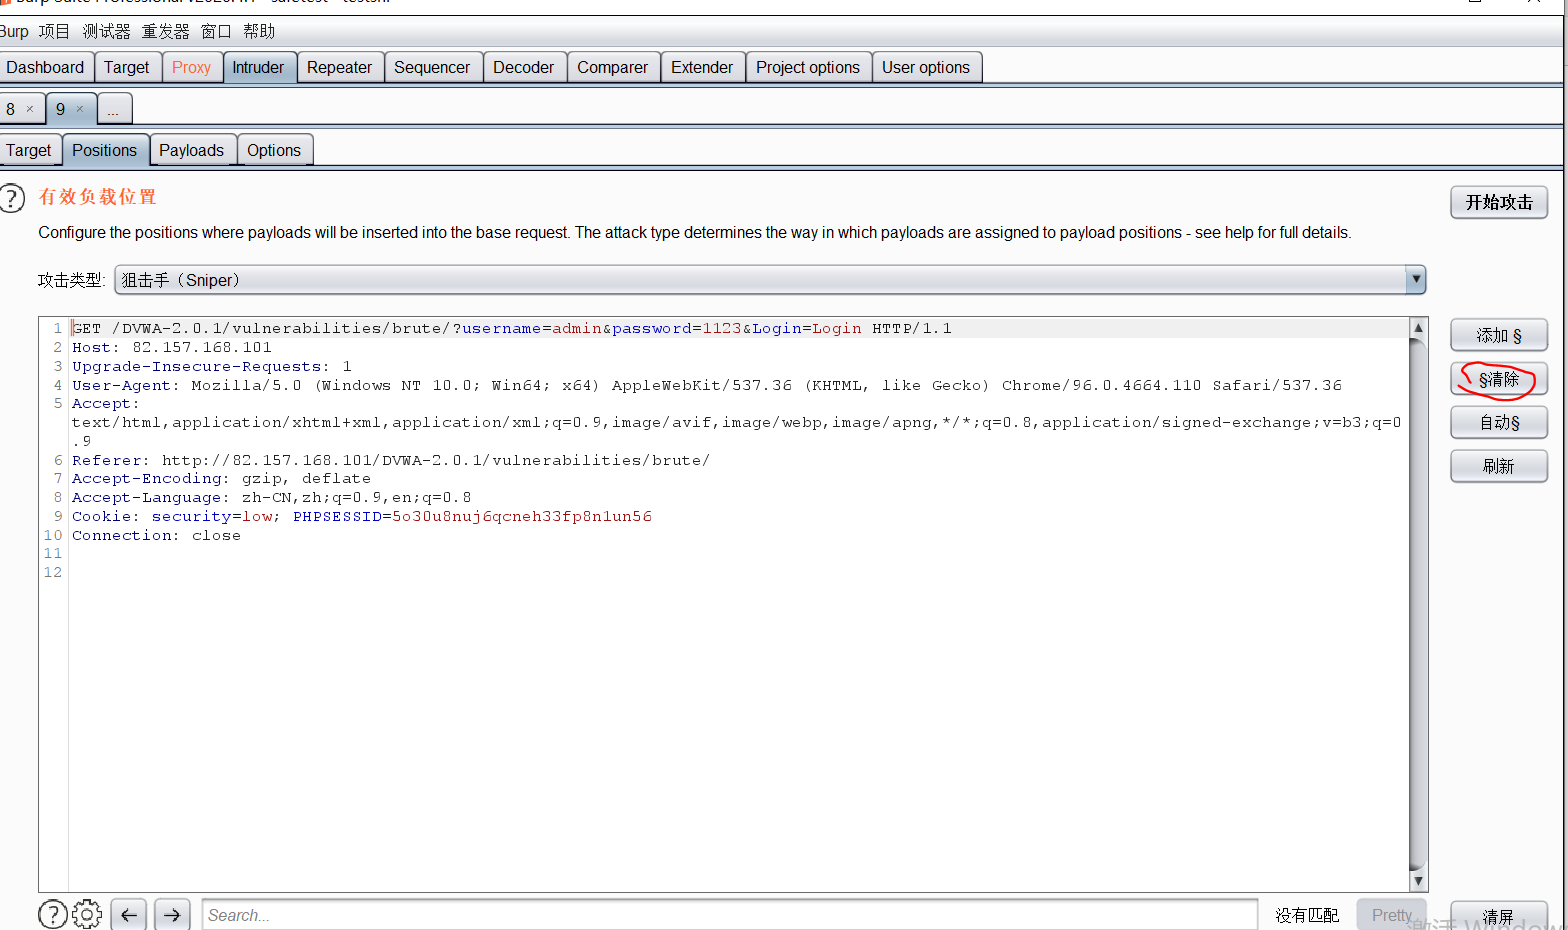 Burp 项目 测试器 重发器 窗口 帮助
Dashboard Target Proxy Intruder Repeater Sequencer Decoder Comparer Extender Project options User options
8 × 9 × ...
Target Positions Payloads Options
? 有效负载位置 开始攻击
Configure the positions where payloads will be inserted into the base request. The attack type determines the way in which payloads are assigned to payload positions - see help for full details.
攻击类型: 狙击手（Sniper）
1 GET /DVWA-2.0.1/vulnerabilities/brute/?username=admin&password=1123&Login=Login HTTP/1.1
添加 §
2 Host: 82.157.168.101
3 Upgrade-Insecure-Requests: 1
4 User-Agent: Mozilla/5.0 (Windows NT 10.0; Win64; x64) AppleWebKit/537.36 (KHTML, like Gecko) Chrome/96.0.4664.110 Safari/537.36
§清除
5 Accept:
text/html,application/xhtml+xml,application/xml;q=0.9,image/avif,image/webp,image/apng,*/*;q=0.8,application/signed-exchange;v=b3;q=0
.9
自动§
6 Referer: http://82.157.168.101/DVWA-2.0.1/vulnerabilities/brute/
刷新
7 Accept-Encoding: gzip, deflate
8 Accept-Language: zh-CN,zh;q=0.9,en;q=0.8
9 Cookie: security=low; PHPSESSID=5o30u8nuj6qcneh33fp8n1un56
10 Connection: close
11
12
? Search... 没有匹配 Pretty 清屏